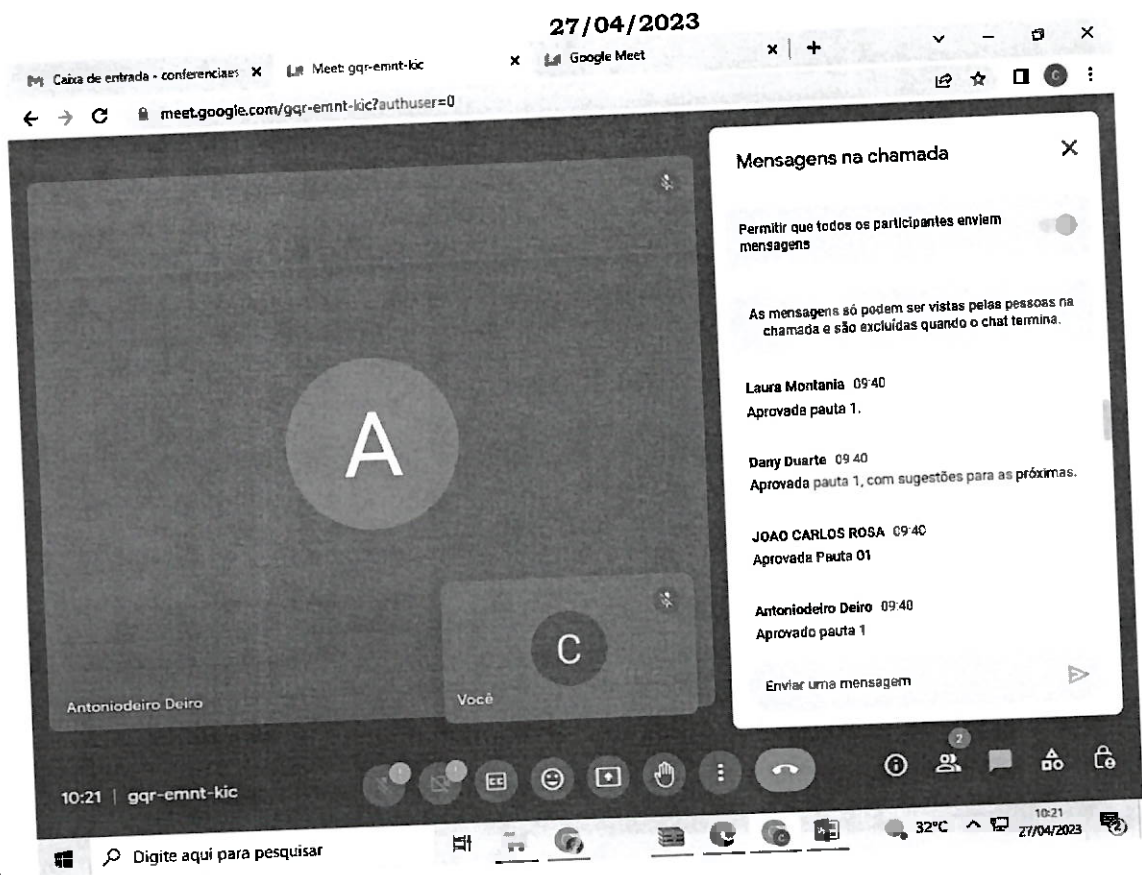 27/04/2023
Caixa de entrada - conferenciaes
Meet: gqr-emnt-kic
Google Meet
meet.google.com/gqr-emnt-kic?authuser=0
C
Mensagens na chamada
Permitir que todos os participantes enviem
mensagens
As mensagens só podem ser vistas pelas pessoas na
chamada e são excluídas quando o chat termina.
Laura Montania 09:40
Aprovada pauta 1.
Dany Duarte 09:40
Aprovada pauta 1, com sugestões para as próximas.
JOAO CARLOS ROSA 09:40
Aprovada Pauta 01
Antoniodeiro Deiro 09:40
Aprovado pauta 1
Enviar uma mensagem
A
C
Antoniodeiro Deiro
Você
2
10:21 | gqr-emnt-kic
CC
Digite aqui para pesquisar
32°C
10:21
27/04/2023
2